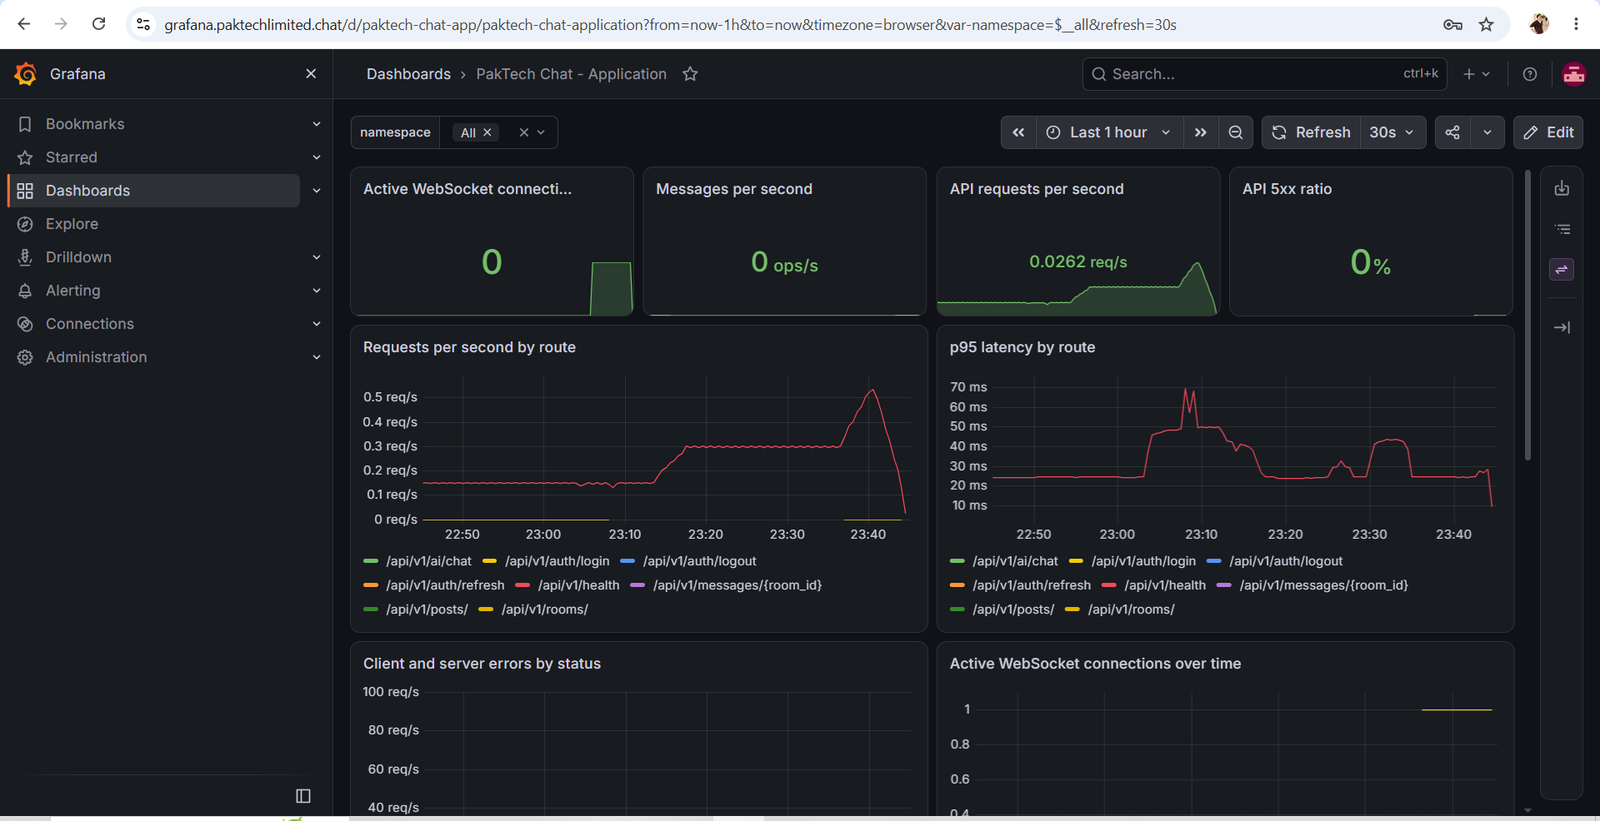 grafana.paktechlimited.chat/d/paktech-chat-app/paktech-chat-application?from=now-1h&to=now&timezone=browser&var-namespace=$__all&refresh=30s
Grafana
Dashboards › PakTech Chat - Application
Search... ctrl+k
Bookmarks
Starred
Dashboards
Explore
Drilldown
Alerting
Connections
Administration
namespace All
Last 1 hour Refresh 30s Edit
Active WebSocket connecti...
0
Messages per second
0 ops/s
API requests per second
0.0262 req/s
API 5xx ratio
0%
Requests per second by route
0.5 req/s
0.4 req/s
0.3 req/s
0.2 req/s
0.1 req/s
0 req/s
22:50 23:00 23:10 23:20 23:30 23:40
/api/v1/ai/chat /api/v1/auth/login /api/v1/auth/logout
/api/v1/auth/refresh /api/v1/health /api/v1/messages/{room_id}
/api/v1/posts/ /api/v1/rooms/
p95 latency by route
70 ms
60 ms
50 ms
40 ms
30 ms
20 ms
10 ms
22:50 23:00 23:10 23:20 23:30 23:40
/api/v1/ai/chat /api/v1/auth/login /api/v1/auth/logout
/api/v1/auth/refresh /api/v1/health /api/v1/messages/{room_id}
/api/v1/posts/ /api/v1/rooms/
Client and server errors by status
100 req/s
80 req/s
60 req/s
40 req/s
Active WebSocket connections over time
1
0.8
0.6
0.4